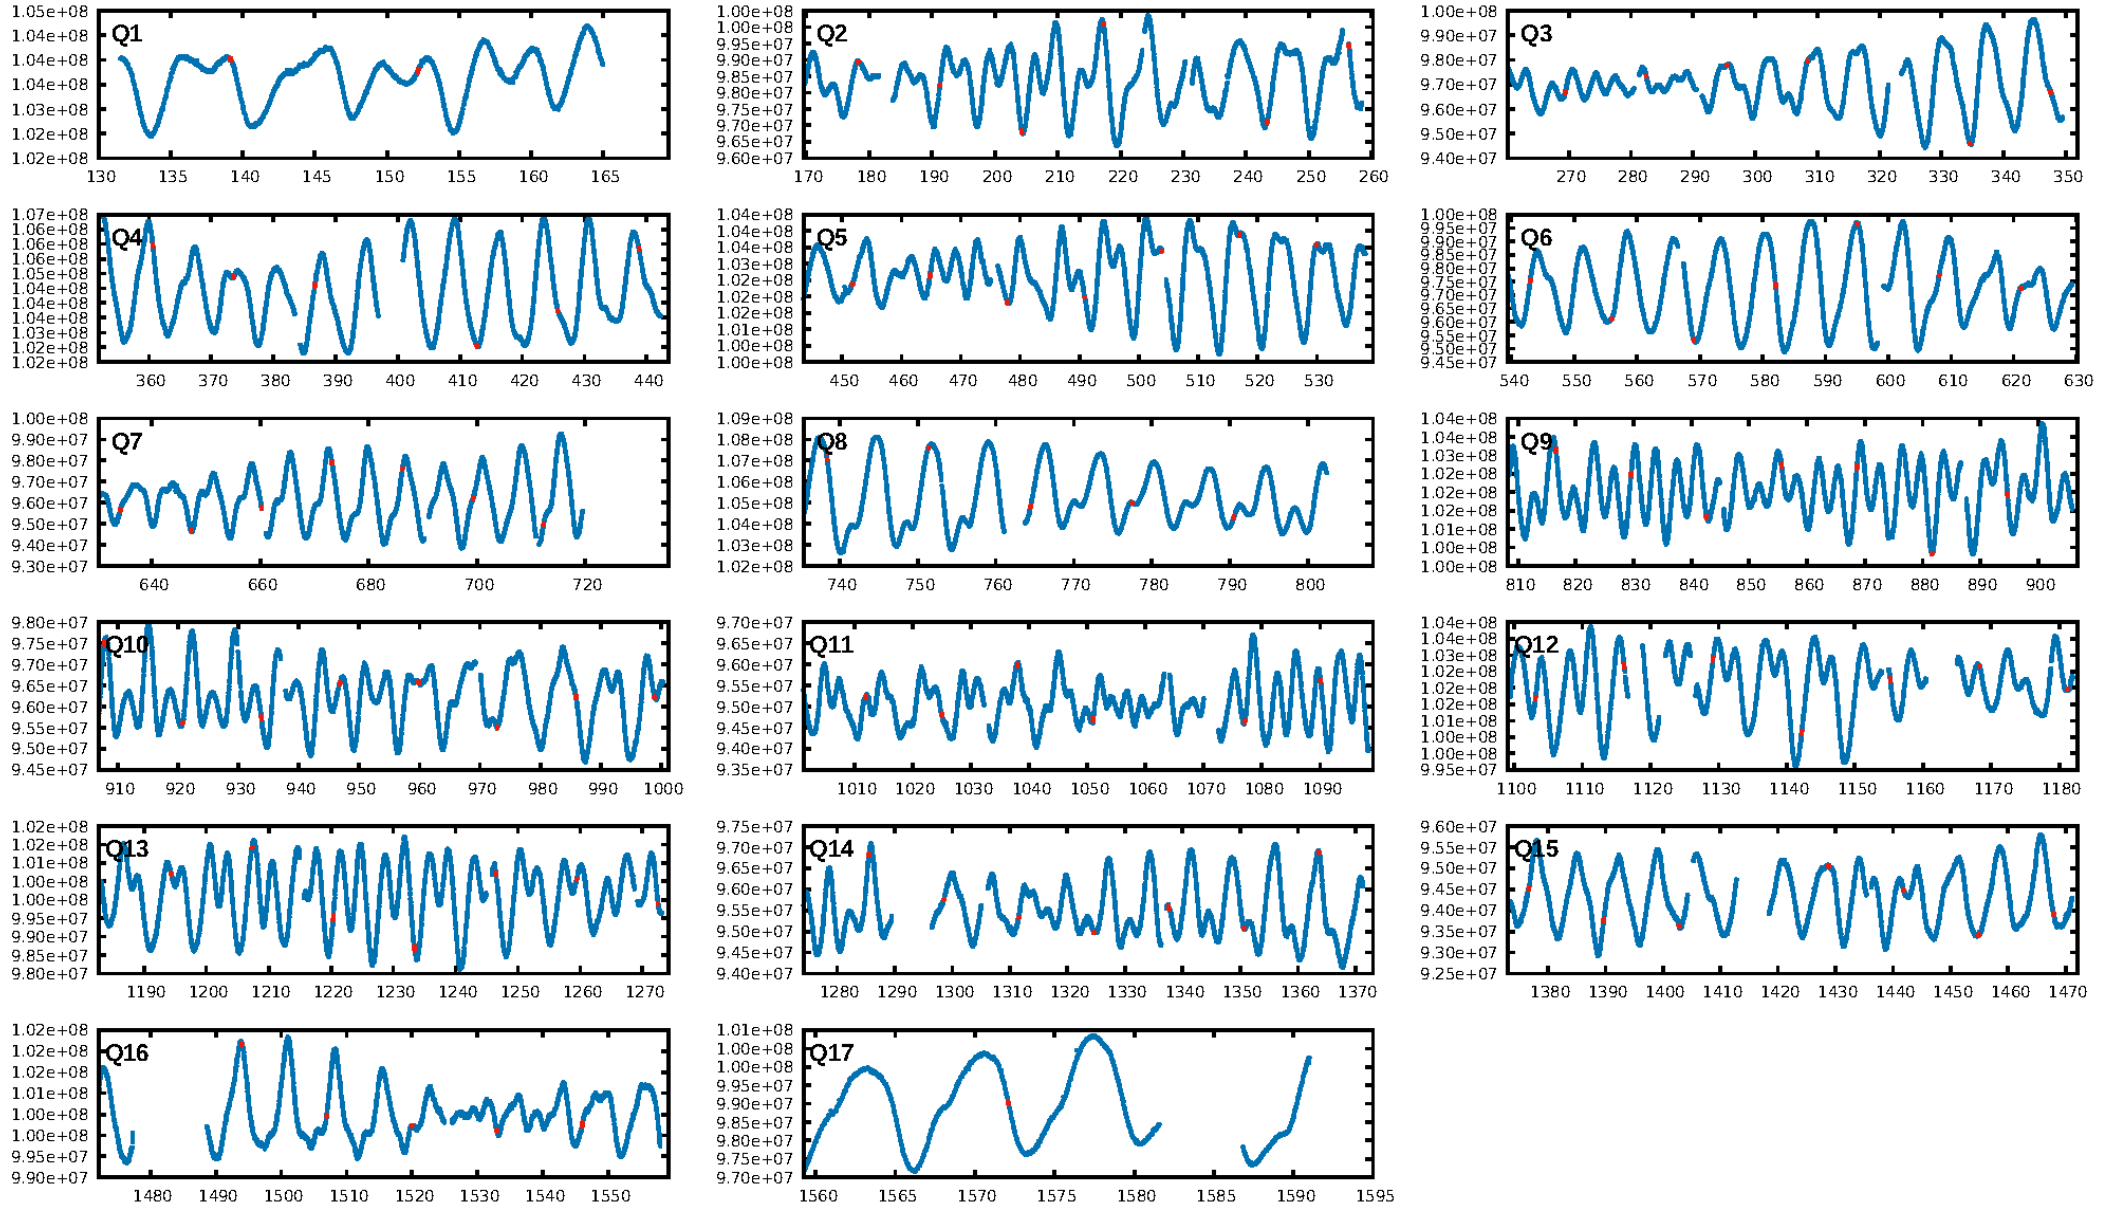 1.05e+08 1.04e+08 1.04e+08 1.04e+08 1.03e+08 1.02e+08 1.02e+08
Q1
130 135 140 145 150 155 160 165
1.00e+08 9.95e+07 9.90e+07 9.85e+07 9.80e+07 9.75e+07 9.70e+07 9.65e+07 9.60e+07
Q2
170 180 190 200 210 220 230 240 250 260
1.00e+08 9.90e+07 9.80e+07 9.70e+07 9.60e+07 9.50e+07 9.40e+07
Q3
270 280 290 300 310 320 330 340 350
1.07e+08 1.06e+08 1.06e+08 1.06e+08 1.05e+08 1.04e+08 1.04e+08 1.04e+08 1.03e+08 1.02e+08 1.02e+08
Q4
360 370 380 390 400 410 420 430 440
1.04e+08 1.04e+08 1.04e+08 1.03e+08 1.02e+08 1.02e+08 1.01e+08 1.01e+08 1.00e+08 1.00e+08
Q5
450 460 470 480 490 500 510 520 530
1.00e+08 9.95e+07 9.90e+07 9.85e+07 9.80e+07 9.75e+07 9.70e+07 9.65e+07 9.60e+07 9.55e+07 9.50e+07 9.45e+07
Q6
540 550 560 570 580 590 600 610 620 630
1.00e+08 9.90e+07 9.80e+07 9.70e+07 9.60e+07 9.50e+07 9.40e+07 9.30e+07
Q7
640 660 680 700 720
1.09e+08 1.08e+08 1.07e+08 1.06e+08 1.05e+08 1.04e+08 1.03e+08 1.02e+08
Q8
740 750 760 770 780 790 800
1.04e+08 1.04e+08 1.03e+08 1.02e+08 1.02e+08 1.01e+08 1.01e+08 1.00e+08 1.00e+08
Q9
810 820 830 840 850 860 870 880 890 900
9.80e+07 9.75e+07 9.70e+07 9.65e+07 9.60e+07 9.55e+07 9.50e+07 9.45e+07
Q10
910 920 930 940 950 960 970 980 990 1000
9.70e+07 9.65e+07 9.60e+07 9.55e+07 9.50e+07 9.45e+07 9.40e+07 9.35e+07
Q11
1010 1020 1030 1040 1050 1060 1070 1080 1090
1.04e+08 1.04e+08 1.03e+08 1.02e+08 1.02e+08 1.02e+08 1.01e+08 1.00e+08 1.00e+08 9.95e+07
Q12
1100 1110 1120 1130 1140 1150 1160 1170 1180
1.02e+08 1.02e+08 1.01e+08 1.00e+08 1.00e+08 9.95e+07 9.90e+07 9.85e+07 9.80e+07
Q13
1190 1200 1210 1220 1230 1240 1250 1260 1270
9.75e+07 9.70e+07 9.65e+07 9.60e+07 9.55e+07 9.50e+07 9.45e+07 9.40e+07
Q14
1280 1290 1300 1310 1320 1330 1340 1350 1360 1370
9.60e+07 9.55e+07 9.50e+07 9.45e+07 9.40e+07 9.35e+07 9.30e+07 9.25e+07
Q15
1380 1390 1400 1410 1420 1430 1440 1450 1460 1470
1.02e+08 1.02e+08 1.01e+08 1.00e+08 1.00e+08 9.95e+07 9.90e+07
Q16
1480 1490 1500 1510 1520 1530 1540 1550
1.01e+08 1.00e+08 1.00e+08 9.95e+07 9.90e+07 9.85e+07 9.80e+07 9.75e+07 9.70e+07
Q17
1560 1565 1570 1575 1580 1585 1590 1595